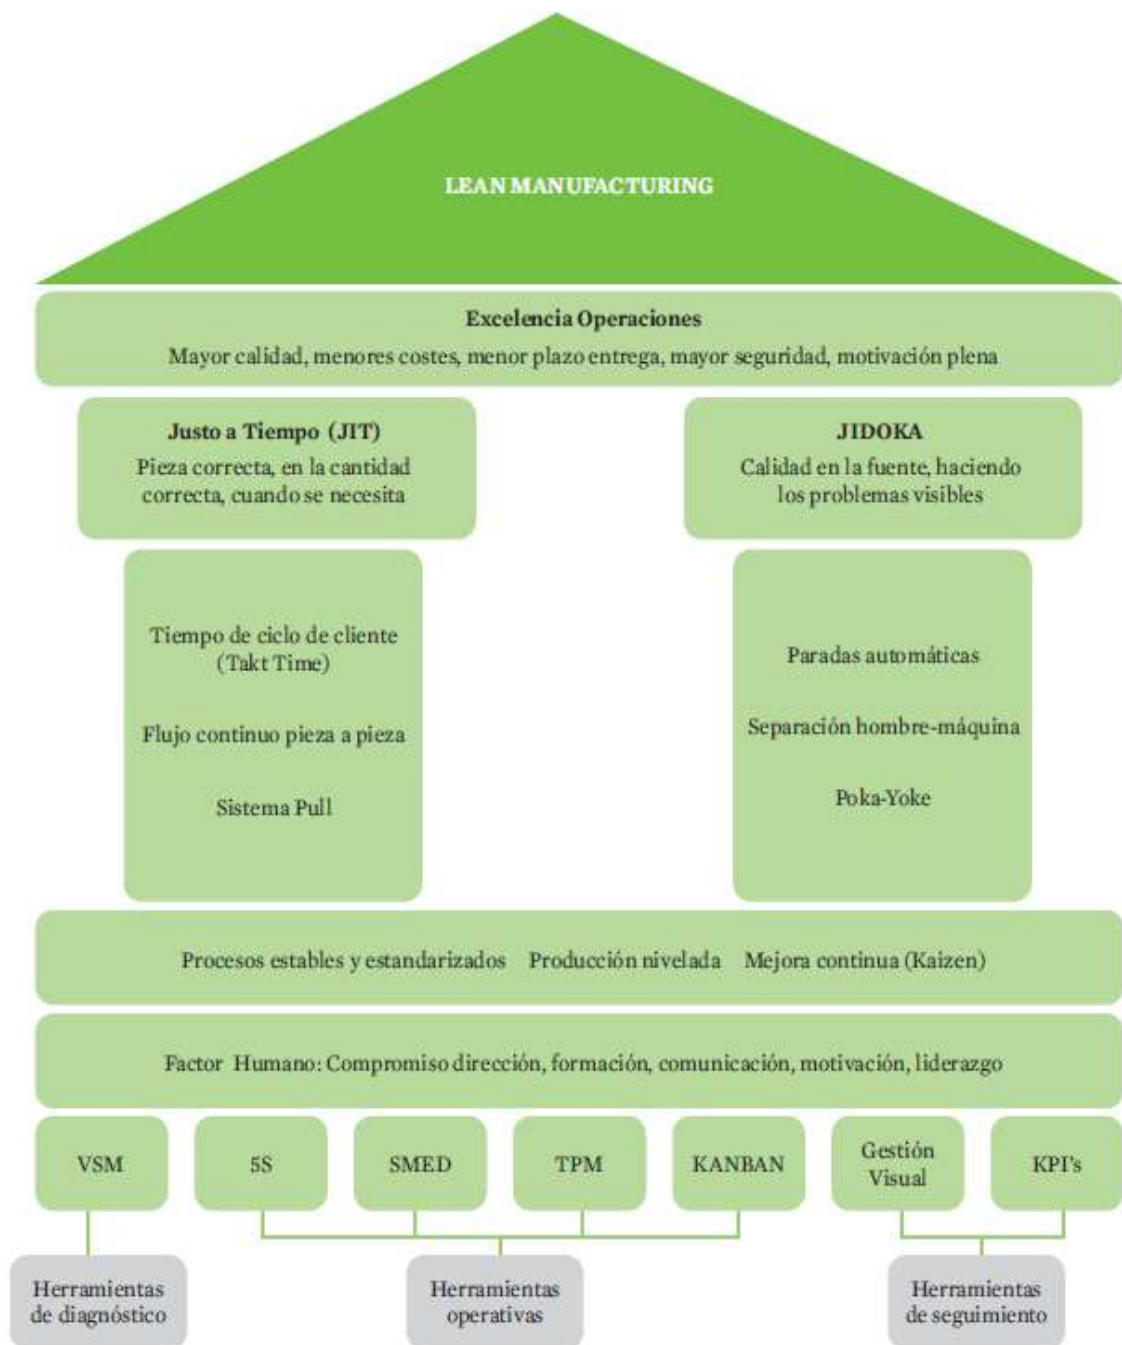 LEAN MANUFACTURING
Excelencia Operaciones
Mayor calidad, menores costes, menor plazo entrega, mayor seguridad, motivación plena
Justo a Tiempo (JIT)
Pieza correcta, en la cantidad
correcta, cuando se necesita
JIDOKA
Calidad en la fuente, haciendo
los problemas visibles
Tiempo de ciclo de cliente
(Takt Time)
Flujo continuo pieza a pieza
Sistema Pull
Paradas automáticas
Separación hombre-máquina
Poka-Yoke
Procesos estables y estandarizados Producción nivelada Mejora continua (Kaizen)
Factor Humano: Compromiso dirección, formación, comunicación, motivación, liderazgo
VSM
5S
SMED
TPM
KANBAN
Gestión
Visual
KPI's
Herramientas
de diagnóstico
Herramientas
operativas
Herramientas
de seguimiento